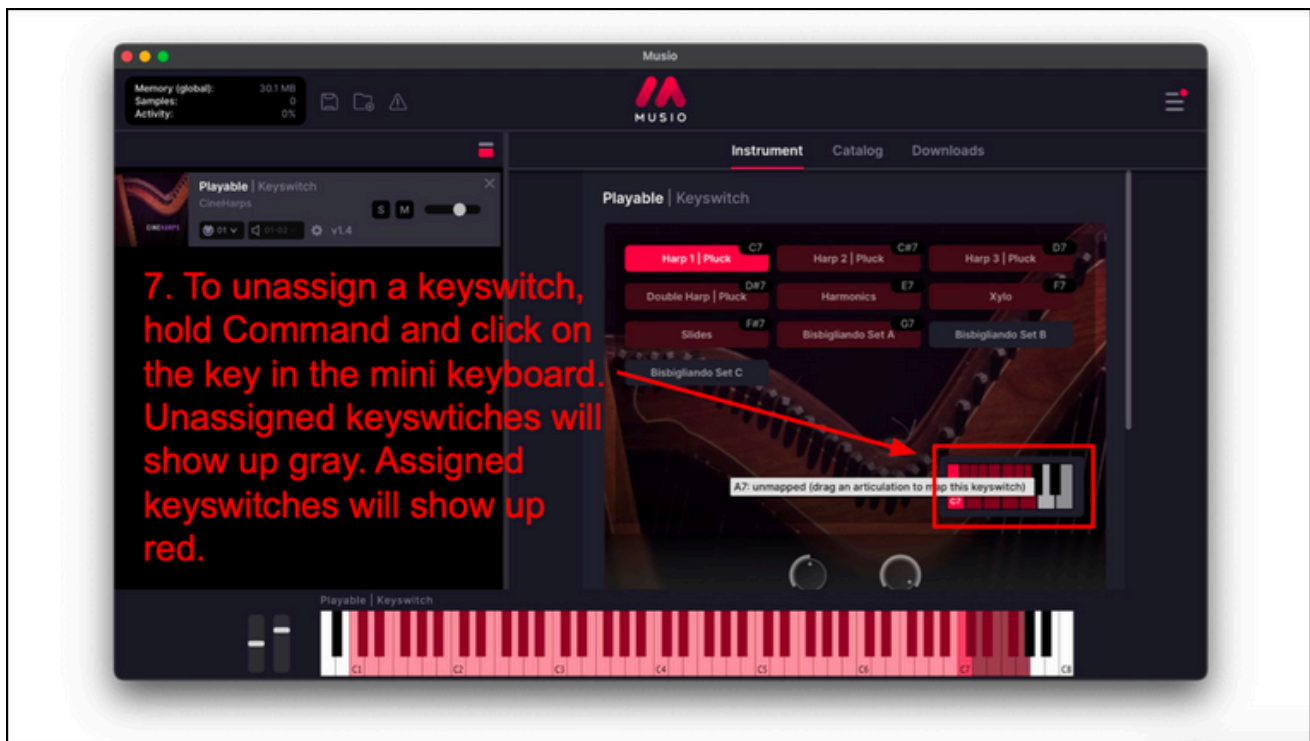 Musio
Memory (global): 30.1 MB
Samples: 0
Activity: 0%
MUSIO
Instrument Catalog Downloads
Playable | Keyswitch
CineHarps
S M
CINEHARPS
01 01-02 v1.4
7. To unassign a keyswitch,
hold Command and click on
the key in the mini keyboard.
Unassigned keyswtiches will
show up gray. Assigned
keyswitches will show up
red.
Playable | Keyswitch
C7 C#7 D7
Harp 1 | Pluck Harp 2 | Pluck Harp 3 | Pluck
D#7 E7 F7
Double Harp | Pluck Harmonics Xylo
F#7 G7
Slides Bisbigliando Set A Bisbigliando Set B
Bisbigliando Set C
A7: unmapped (drag an articulation to map this keyswitch)
C7
Playable | Keyswitch
C1 C2 C3 C4 C5 C6 C7 C8